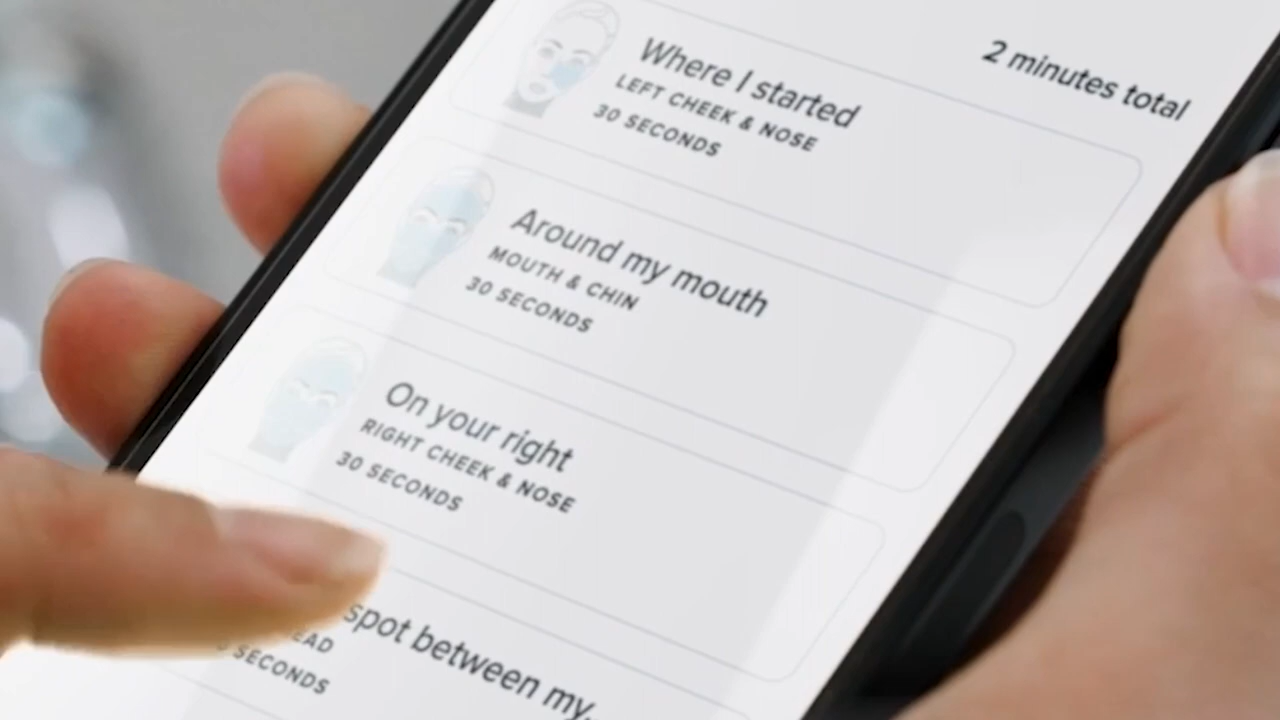 2 minutes total
Where I started
LEFT CHEEK & NOSE
30 SECONDS
Around my mouth
MOUTH & CHIN
30 SECONDS
On your right
RIGHT CHEEK & NOSE
30 SECONDS
spot between my.
SECONDS